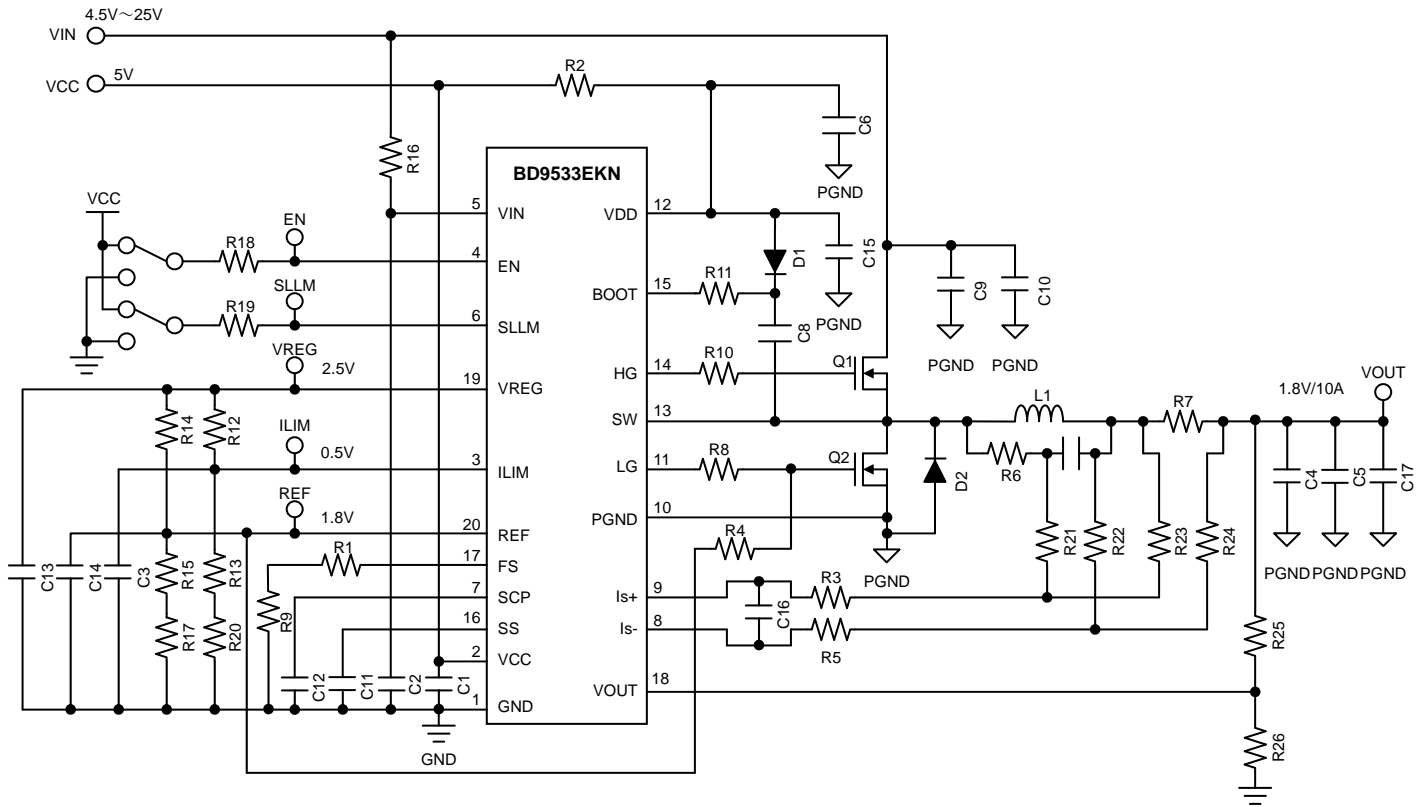 4.5V～25V
VIN
VCC
5V
R2
C6
PGND
R16
BD9533EKN
VCC
EN
R18
5
VIN
VDD
12
4
EN
D1
C15
PGND
SLLM
R19
6
SLLM
BOOT
15
R11
C8
C9
C10
PGND
PGND
VREG
2.5V
19
VREG
HG
14
R10
Q1
R14
R12
SW
13
L1
R7
1.8V/10A
VOUT
ILIM
0.5V
3
ILIM
LG
11
R8
Q2
D2
R6
C4
C5
C17
REF
1.8V
20
REF
PGND
10
R4
PGND
R21
R22
R23
R24
PGND
PGND
PGND
C13
C14
C3
R15
R13
R1
17
FS
R9
7
SCP
Is+
9
C16
R3
R17
R20
16
SS
Is-
8
R5
R25
2
VCC
C12
C11
C2
C1
VOUT
18
1
GND
GND
R26